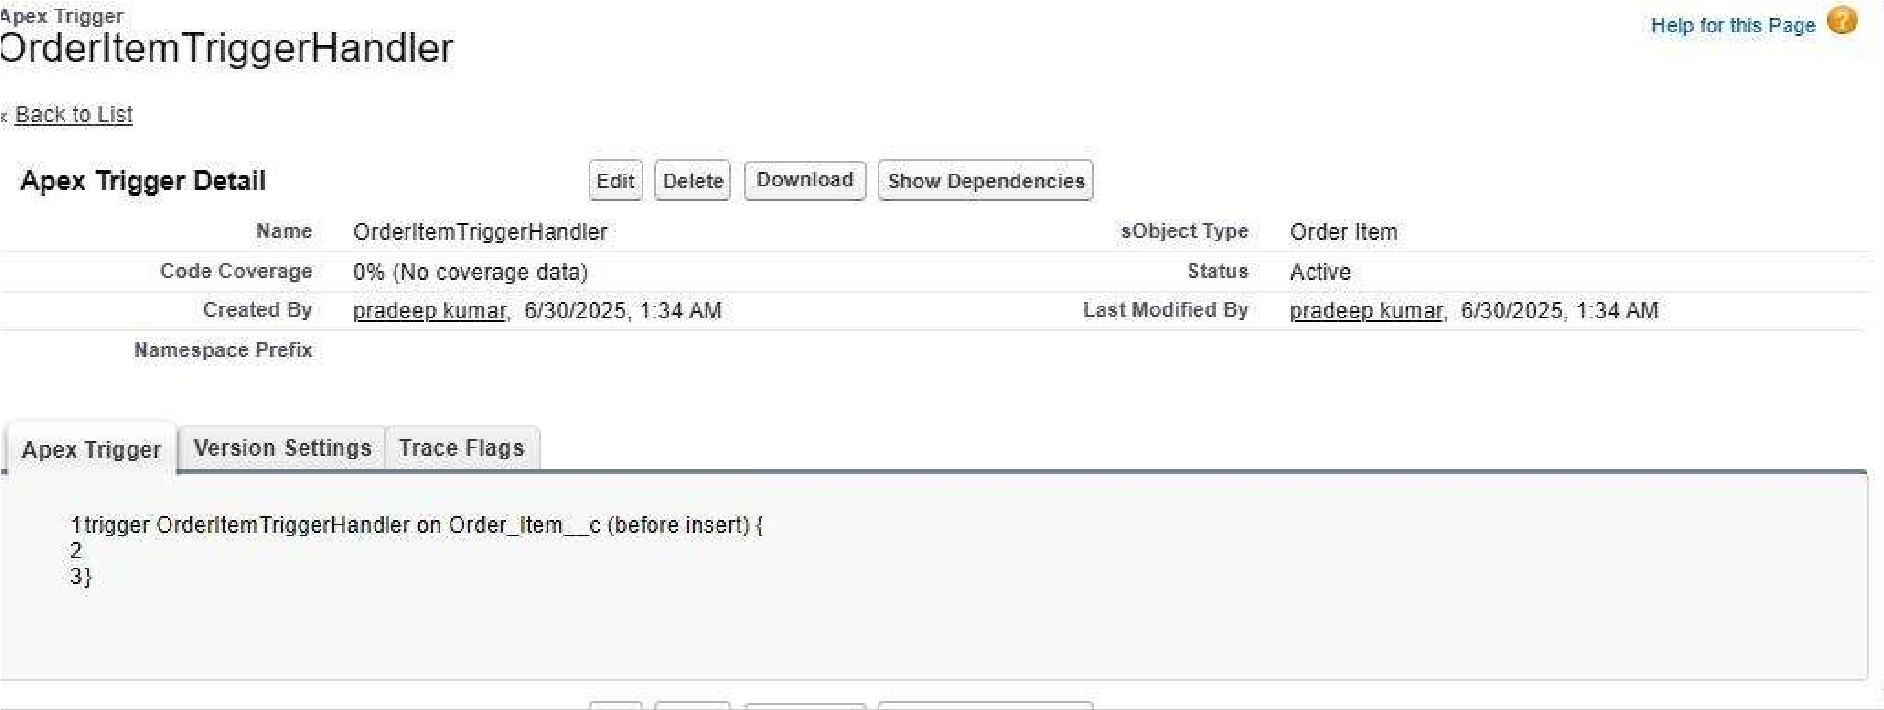 Apex Trigger
OrderItemTriggerHandler
Help for this Page
« Back to List
Apex Trigger Detail
Edit Delete Download Show Dependencies
Name OrderItemTriggerHandler sObject Type Order Item
Code Coverage 0% (No coverage data) Status Active
Created By pradeep kumar, 6/30/2025, 1:34 AM Last Modified By pradeep kumar, 6/30/2025, 1:34 AM
Namespace Prefix
Apex Trigger Version Settings Trace Flags
1trigger OrderItemTriggerHandler on Order_Item__c (before insert) {
2
3}